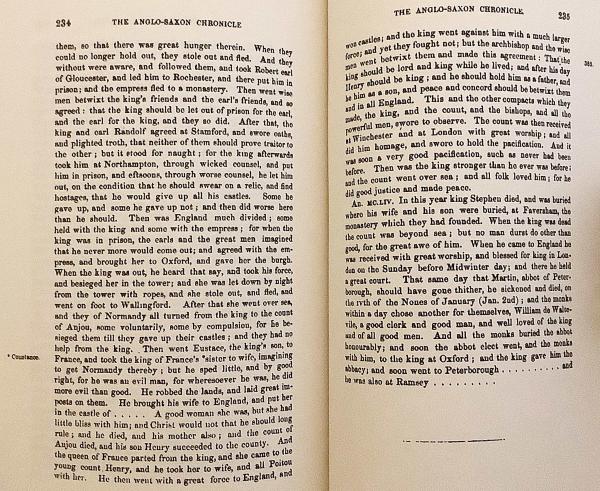 234 THE ANGLO-SAXON CHRONICLE
them, so that there was great hunger therein. When they
could no longer hold out, they stole out and fled. And they
without were aware, and followed them, and took Robert earl
of Gloucester, and led him to Rochester, and there put him in
prison; and the empress fled to a monastery. Then went wise
men betwixt the king's friends and the earl's friends, and so
agreed: that the king should be let out of prison for the earl,
and the earl for the king, and they so did. After that, the
king and earl Randolf agreed at Stamford, and swore oaths,
and plighted troth, that neither of them should prove traitor to
the other; but it stood for naught; for the king afterwards
took him at Northampton, through wicked counsel, and put
him in prison, and eftsoons, through worse counsel, he let him
out, on the condition that he should swear on a relic, and find
hostages, that he would give up all his castles. Some he
gave up, and some he gave up not; and then did worse here
than he should. Then was England much divided; some
held with the king and some with the empress; for when the
king was in prison, the earls and the great men imagined
that he never more would come out; and agreed with the em-
press, and brought her to Oxford, and gave her the burgh.
When the king was out, he heard that say, and took his force,
and besieged her in the tower; and she was let down by night
from the tower with ropes, and she stole out, and fled, and
went on foot to Wallingford. After that she went over sea,
and they of Normandy all turned from the king to the count
of Anjou, some voluntarily, some by compulsion, for he be-
sieged them till they gave up their castles; and they had no
help from the king. Then went Eustace, the king's son, to
* Constance. France, and took the king of France's *sister to wife, imagining
to get Normandy thereby; but he sped little, and by good
right, for he was an evil man, for wheresoever he was, he did
more evil than good. He robbed the lands, and laid great im-
posts on them. He brought his wife to England, and put her
in the castle of . . . . . A good woman she was, but she had
little bliss with him; and Christ would not that he should long
rule; and he died, and his mother also; and the count of
Anjou died, and his son Henry succeeded to the county. And
the queen of France parted from the king, and she came to the
young count Henry, and he took her to wife, and all Poitou
with her. He then went with a great force to England, and
THE ANGLO-SAXON CHRONICLE. 235
won castles; and the king went against him with a much larger
force; and yet they fought not; but the archbishop and the wise
men went betwixt them and made this agreement: That the
king should be lord and king while he lived; and after his day
Henry should be king; and he should hold him as a father, and
he him as a son, and peace and concord should be betwixt them
and in all England. This and the other compacts which they
made, the king, and the count, and the bishops, and all the
powerful men, swore to observe. The count was then received
at Winchester and at London with great worship; and all
did him homage, and swore to hold the pacification. And it
was soon a very good pacification, such as never had been
before. Then was the king stronger than he ever was before;
and the count went over sea; and all folk loved him; for he
did good justice and made peace.
AN. MC.LIV. In this year king Stephen died, and was buried
where his wife and his son were buried, at Faversham, the
monastery which they had founded. When the king was dead
the count was beyond sea; but no man durst do other than
good, for the great awe of him. When he came to England he
was received with great worship, and blessed for king in Lon-
don on the Sunday before Midwinter day; and there he held
a great court. That same day that Martin, abbot of Peter-
borough, should have gone thither, he sickened and died, on
the IVth of the Nones of January (Jan. 2nd); and the monks
within a day chose another for themselves, William de Walte-
vile, a good clerk and good man, and well loved of the king
and of all good men. And all the monks buried the abbot
honourably; and soon the abbot elect went, and the monks
with him, to the king at Oxford; and the king gave him the
abbacy; and soon went to Peterborough . . . . . . . . . and
he was also at Ramsey . . . . . . . . . .